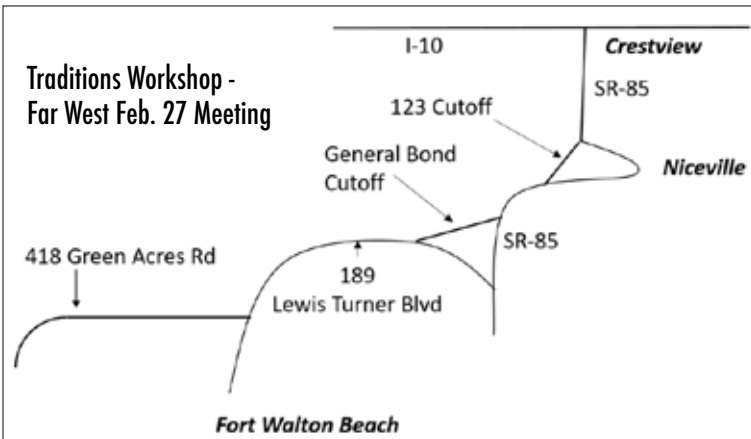 Traditions Workshop -
Far West Feb. 27 Meeting
I-10
Crestview
SR-85
123 Cutoff
General Bond
Cutoff
Niceville
SR-85
418 Green Acres Rd
189
Lewis Turner Blvd
Fort Walton Beach